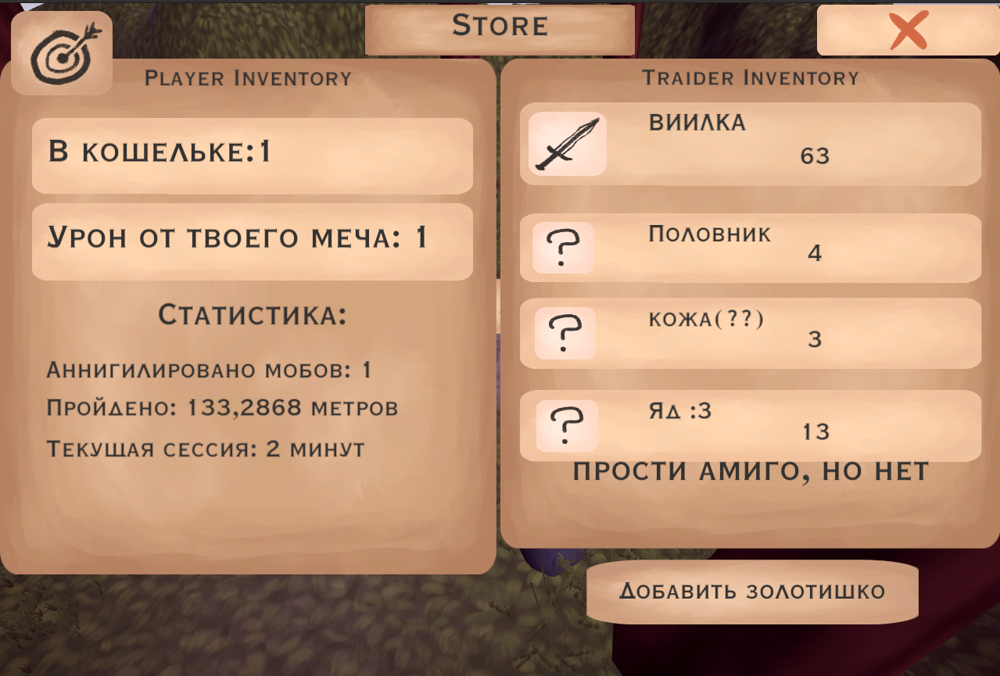 Store
Player Inventory
В кошельке:1
Урон от твоего меча: 1
Статистика:
Аннигилировано мобов: 1
Пройдено: 133,2868 метров
Текущая сессия: 2 минут
Traider Inventory
ВИИЛКА
63
Половник
4
кожа(??)
3
Яд :3
13
прости амиго, но нет
Добавить золотишко